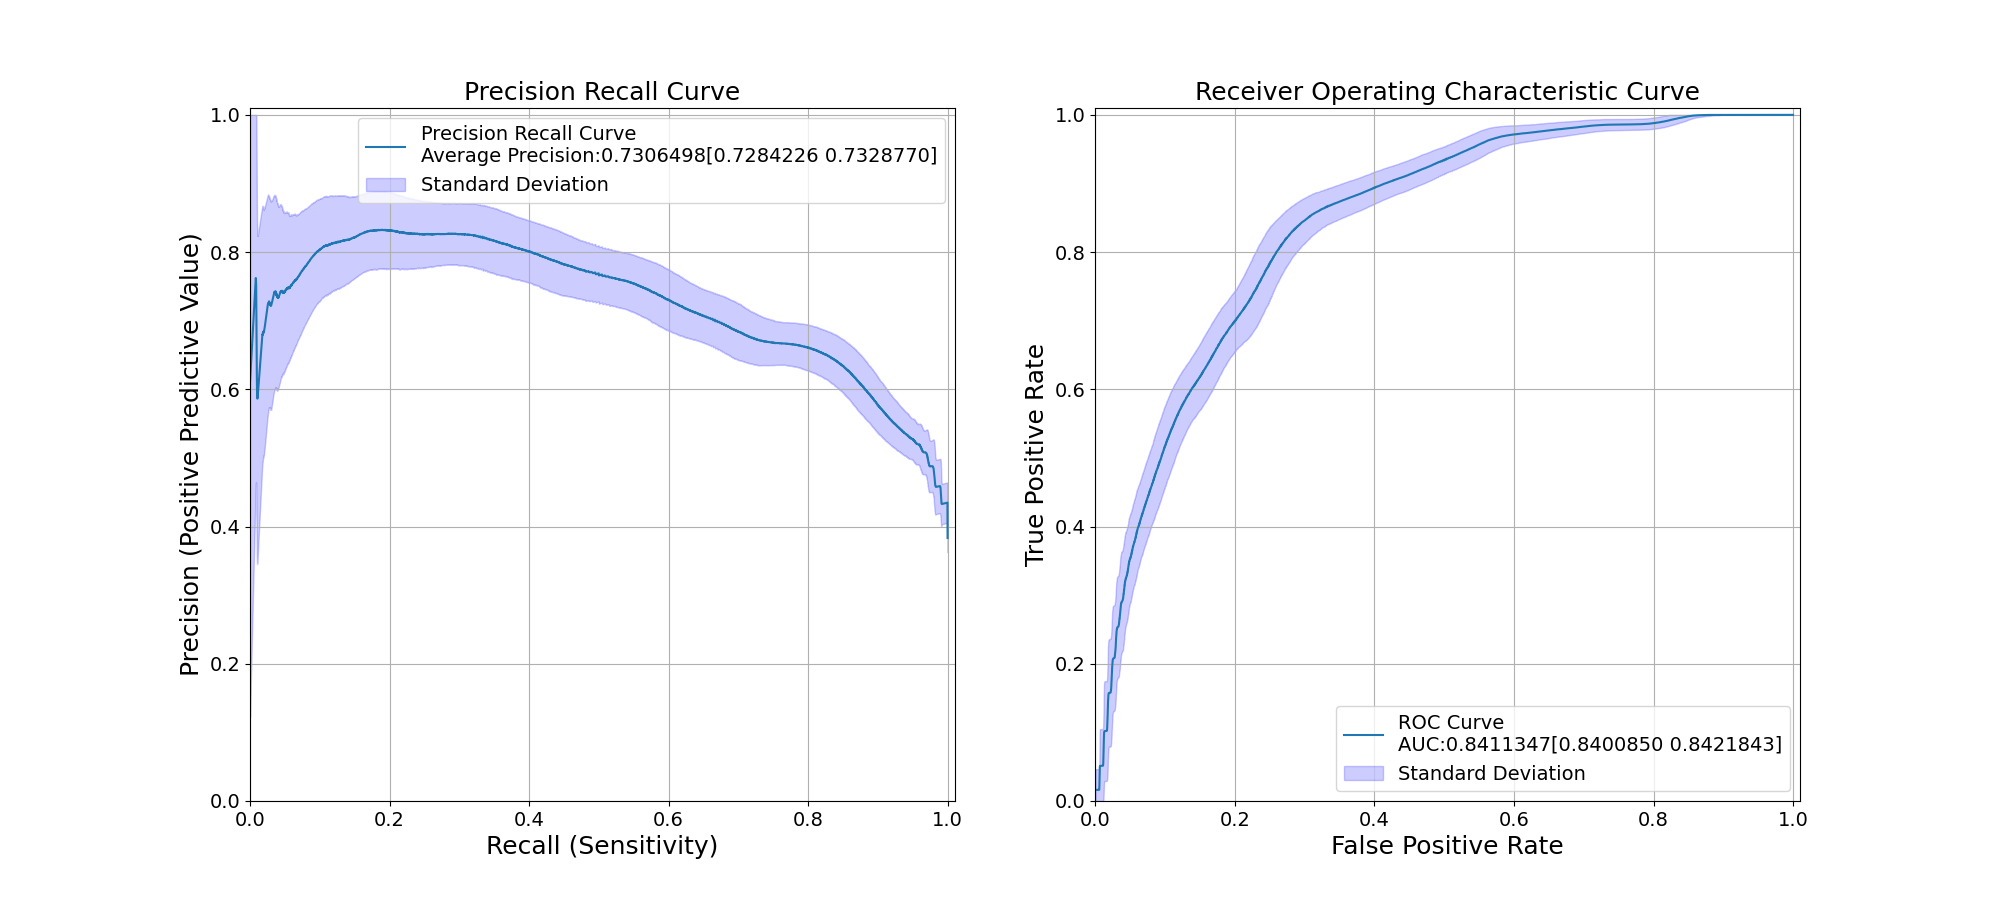 Precision Recall Curve
Precision Recall Curve
Average Precision:0.7306498[0.7284226 0.7328770]
Standard Deviation
1.0
0.8
0.6
0.4
0.2
0.0
Precision (Positive Predictive Value)
0.0 0.2 0.4 0.6 0.8 1.0
Recall (Sensitivity)
Receiver Operating Characteristic Curve
1.0
0.8
0.6
0.4
0.2
0.0
True Positive Rate
ROC Curve
AUC:0.8411347[0.8400850 0.8421843]
Standard Deviation
0.0 0.2 0.4 0.6 0.8 1.0
False Positive Rate